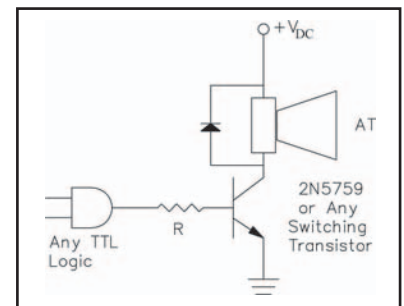 +VDC
AT
R
2N5759
or Any
Switching
Transistor
Any TTL
Logic